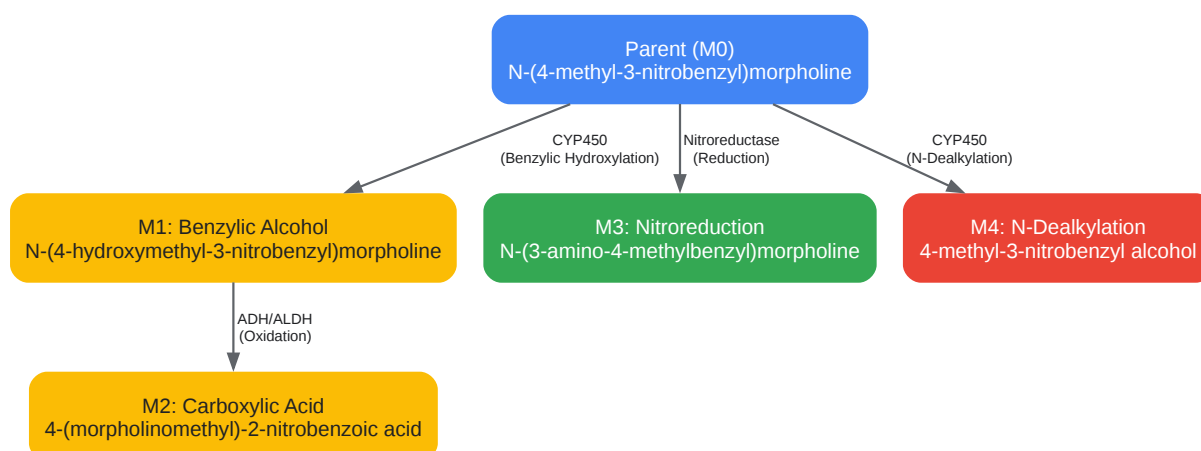 Parent (M0)
N-(4-methyl-3-nitrobenzyl)morpholine
CYP450
(Benzylic Hydroxylation)
Nitroreductase
(Reduction)
CYP450
(N-Dealkylation)
M1: Benzylic Alcohol
N-(4-hydroxymethyl-3-nitrobenzyl)morpholine
M3: Nitroreduction
N-(3-amino-4-methylbenzyl)morpholine
M4: N-Dealkylation
4-methyl-3-nitrobenzyl alcohol
ADH/ALDH
(Oxidation)
M2: Carboxylic Acid
4-(morpholinomethyl)-2-nitrobenzoic acid